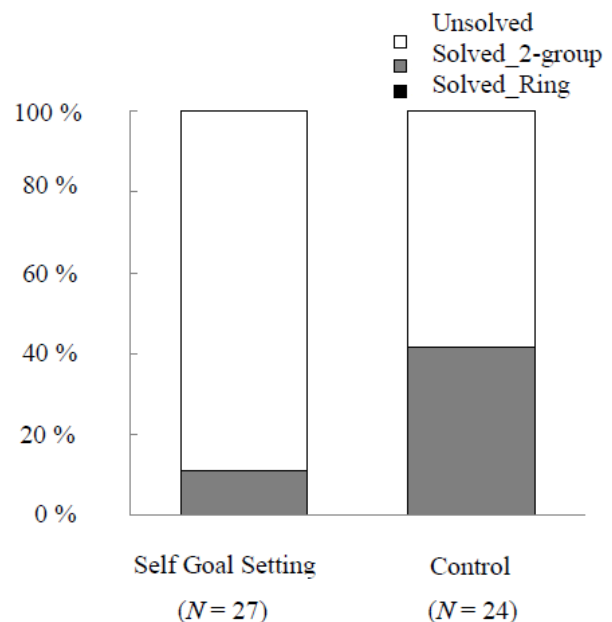 Unsolved
Solved_2-group
Solved_Ring
100 %
80 %
60 %
40 %
20 %
0 %
Self Goal Setting
Control
(N = 27)
(N = 24)